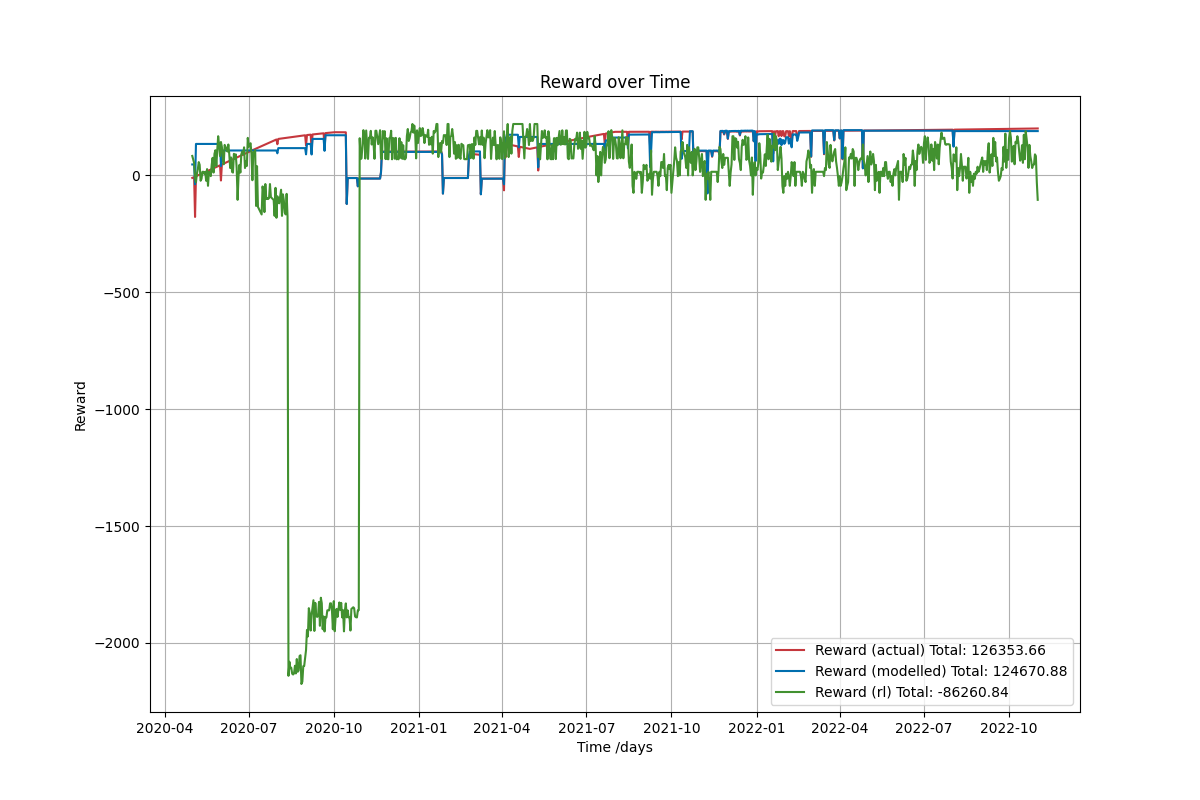 Reward over Time
Reward
0
−500
−1000
−1500
−2000
2020-04 2020-07 2020-10 2021-01 2021-04 2021-07 2021-10 2022-01 2022-04 2022-07 2022-10
Time /days
Reward (actual) Total: 126353.66
Reward (modelled) Total: 124670.88
Reward (rl) Total: -86260.84